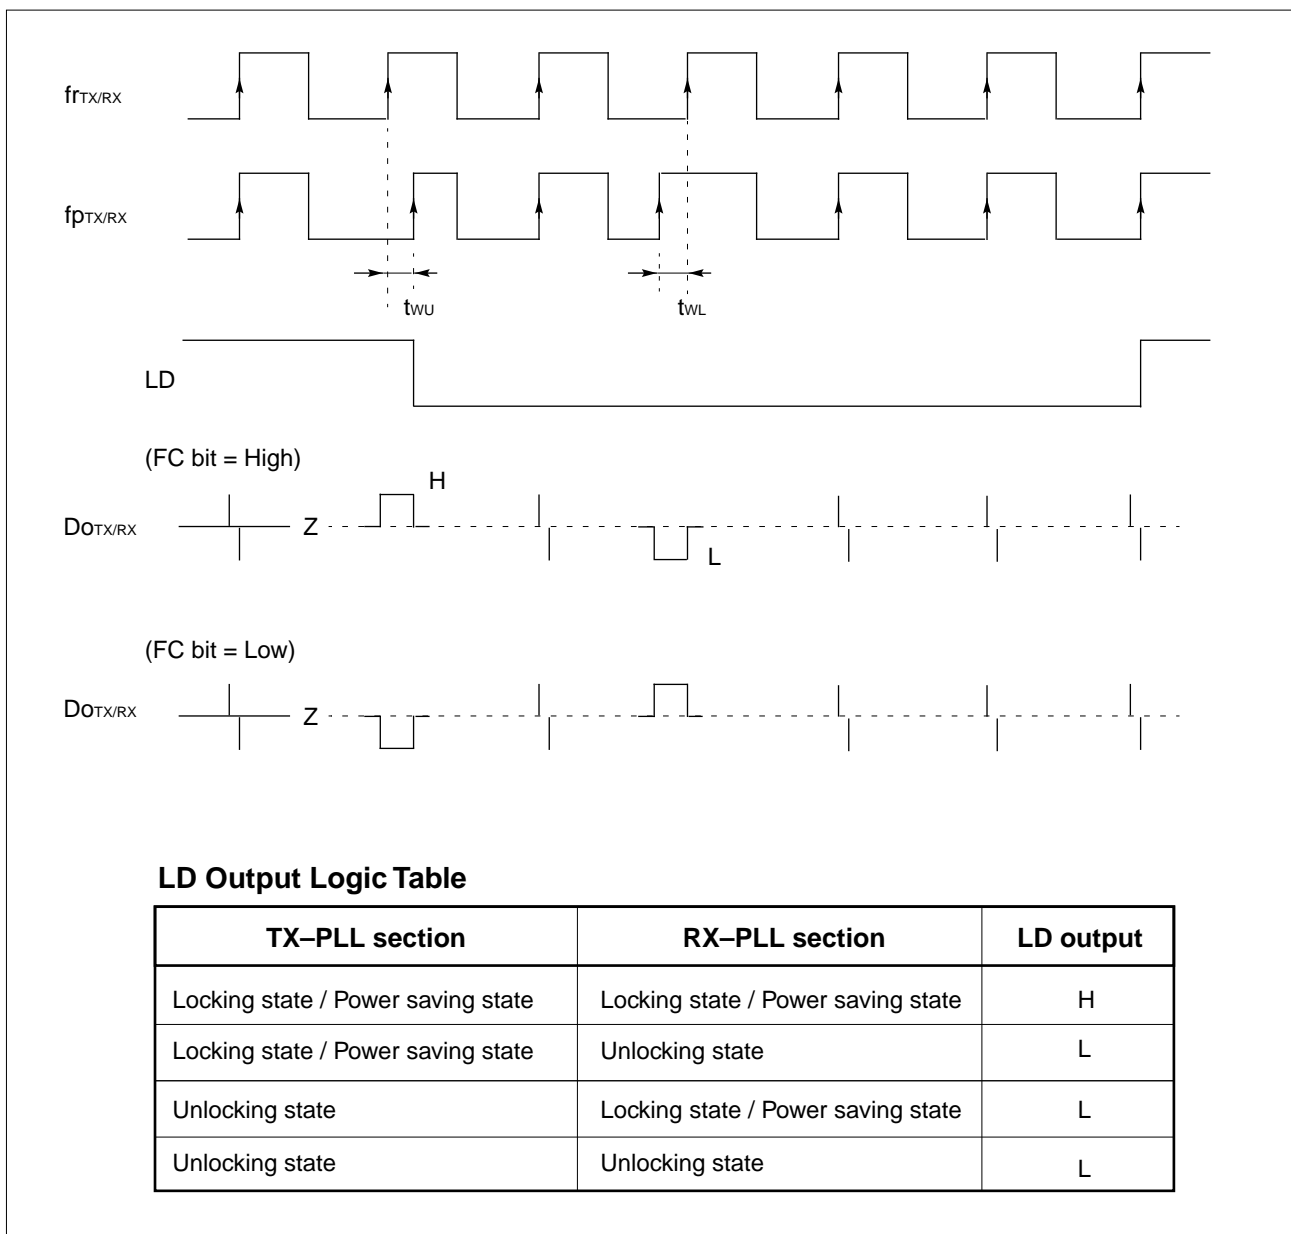 frTX/RX
fpTX/RX
tWU
tWL
LD
(FC bit = High)
H
DoTX/RX
Z
L
(FC bit = Low)
DoTX/RX
Z
LD Output Logic Table
TX–PLL section RX–PLL section LD output
Locking state / Power saving state Locking state / Power saving state H
Locking state / Power saving state Unlocking state L
Unlocking state Locking state / Power saving state L
Unlocking state Unlocking state L